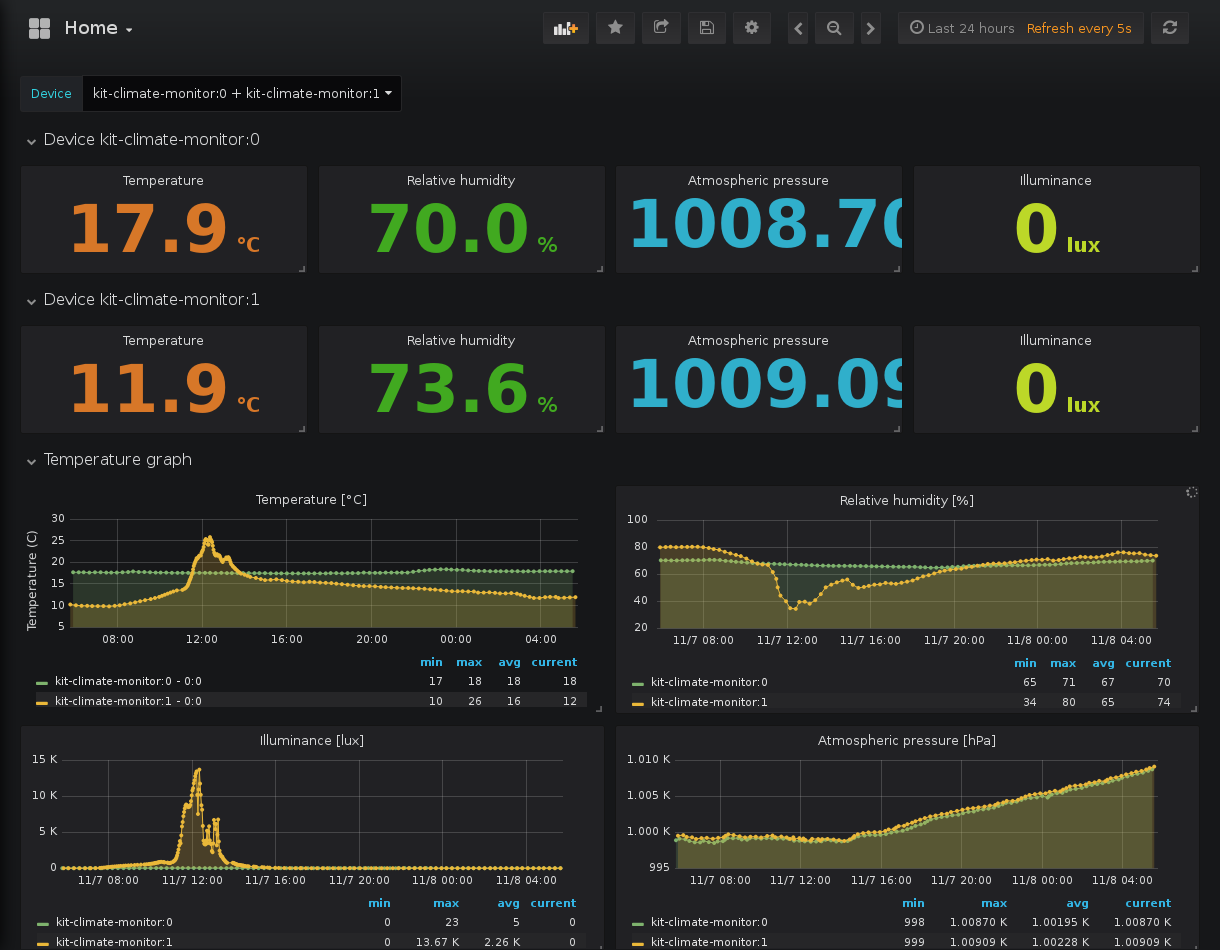 Home
Last 24 hours Refresh every 5s
Device kit-climate-monitor:0 + kit-climate-monitor:1
Device kit-climate-monitor:0
Temperature Relative humidity Atmospheric pressure Illuminance
17.9 °C 70.0 % 1008.70 0 lux
Device kit-climate-monitor:1
Temperature Relative humidity Atmospheric pressure Illuminance
11.9 °C 73.6 % 1009.09 0 lux
Temperature graph
Temperature [°C]
Temperature (C)
30
25
20
15
10
5
08:00 12:00 16:00 20:00 00:00 04:00
min max avg current
kit-climate-monitor:0 - 0:0 17 18 18 18
kit-climate-monitor:1 - 0:0 10 26 16 12
Relative humidity [%]
100
80
60
40
20
11/7 08:00 11/7 12:00 11/7 16:00 11/7 20:00 11/8 00:00 11/8 04:00
min max avg current
kit-climate-monitor:0 65 71 67 70
kit-climate-monitor:1 34 80 65 74
Illuminance [lux]
15 K
10 K
5 K
0
11/7 08:00 11/7 12:00 11/7 16:00 11/7 20:00 11/8 00:00 11/8 04:00
min max avg current
kit-climate-monitor:0 0 23 5 0
kit-climate-monitor:1 0 13.67 K 2.26 K 0
Atmospheric pressure [hPa]
1.010 K
1.005 K
1.000 K
995
11/7 08:00 11/7 12:00 11/7 16:00 11/7 20:00 11/8 00:00 11/8 04:00
min max avg current
kit-climate-monitor:0 998 1.00870 K 1.00195 K 1.00870 K
kit-climate-monitor:1 999 1.00909 K 1.00228 K 1.00909 K